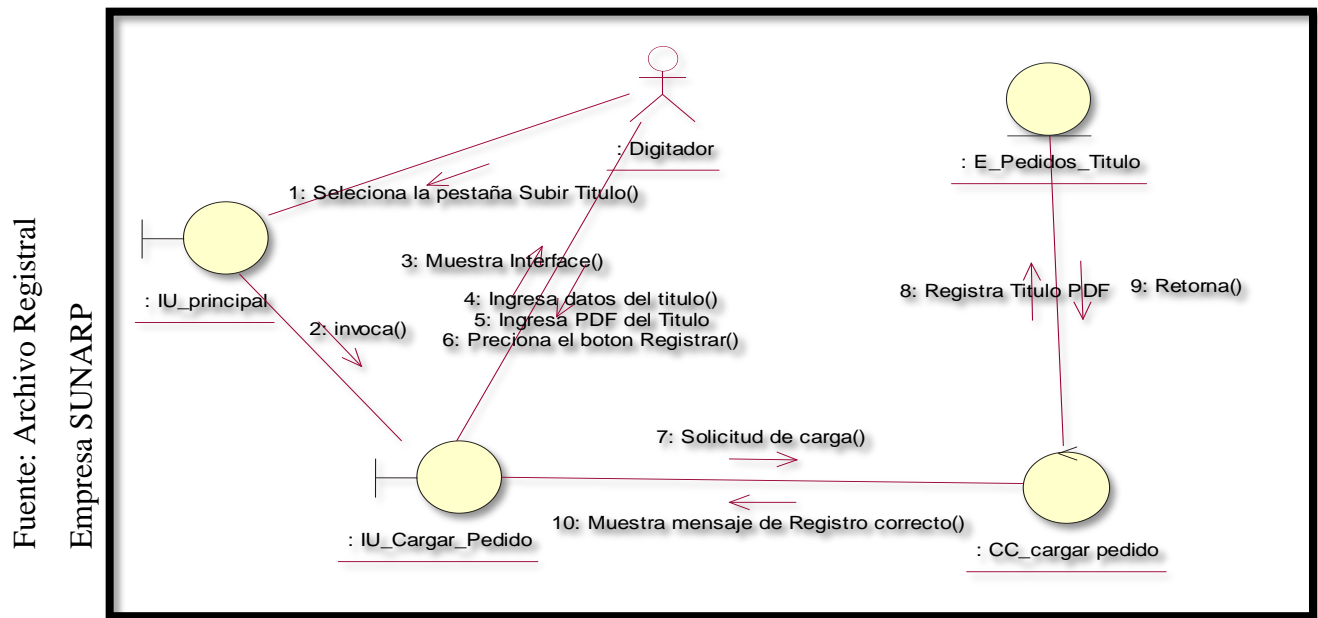 Fuente: Archivo Registral
Empresa SUNARP
: Digitador
: E_Pedidos_Titulo
1: Seleciona la pestaña Subir Titulo()
: IU_principal
2: invoca()
3: Muestra Interface()
4: Ingresa datos del titulo()
5: Ingresa PDF del Titulo
6: Preciona el boton Registrar()
8: Registra Titulo PDF
9: Retorna()
7: Solicitud de carga()
10: Muestra mensaje de Registro correcto()
: IU_Cargar_Pedido
: CC_cargar pedido